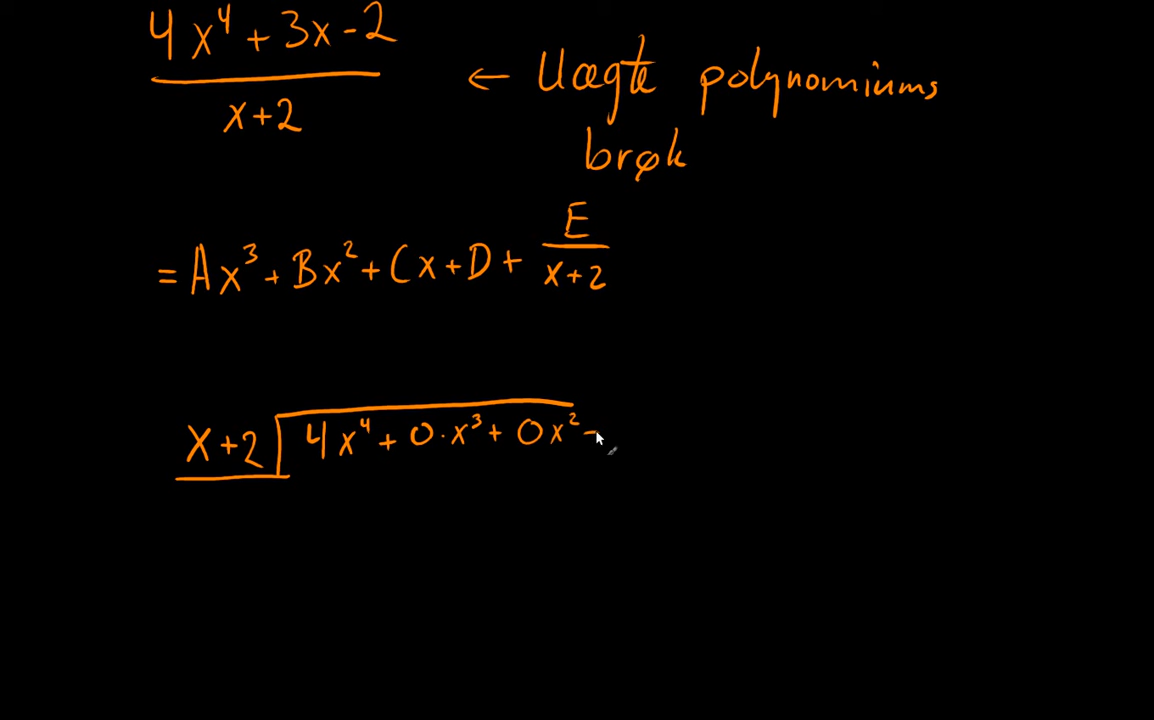 4x⁴ + 3x - 2
x + 2
← Uægte polynomiums
brøk
= Ax³ + Bx² + Cx + D + E
x + 2
x + 2 4x⁴ + 0 · x³ + 0x² -